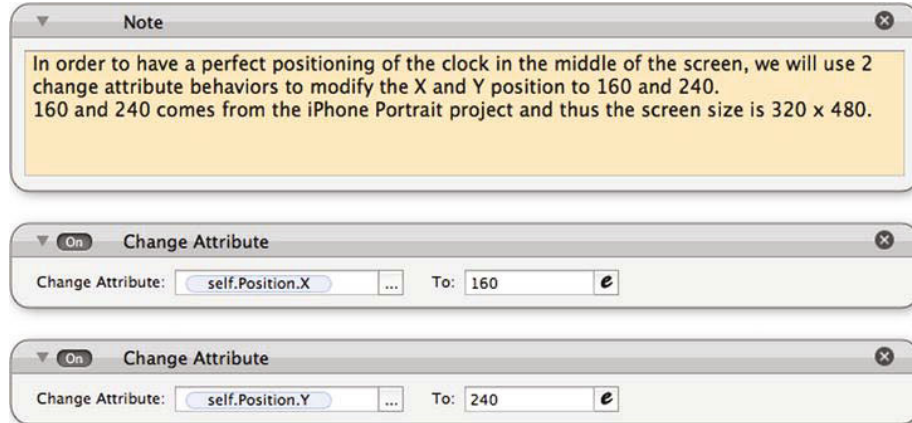 Note
In order to have a perfect positioning of the clock in the middle of the screen, we will use 2
change attribute behaviors to modify the X and Y position to 160 and 240.
160 and 240 comes from the iPhone Portrait project and thus the screen size is 320 x 480.
On Change Attribute
Change Attribute: self.Position.X ... To: 160 e
On Change Attribute
Change Attribute: self.Position.Y ... To: 240 e